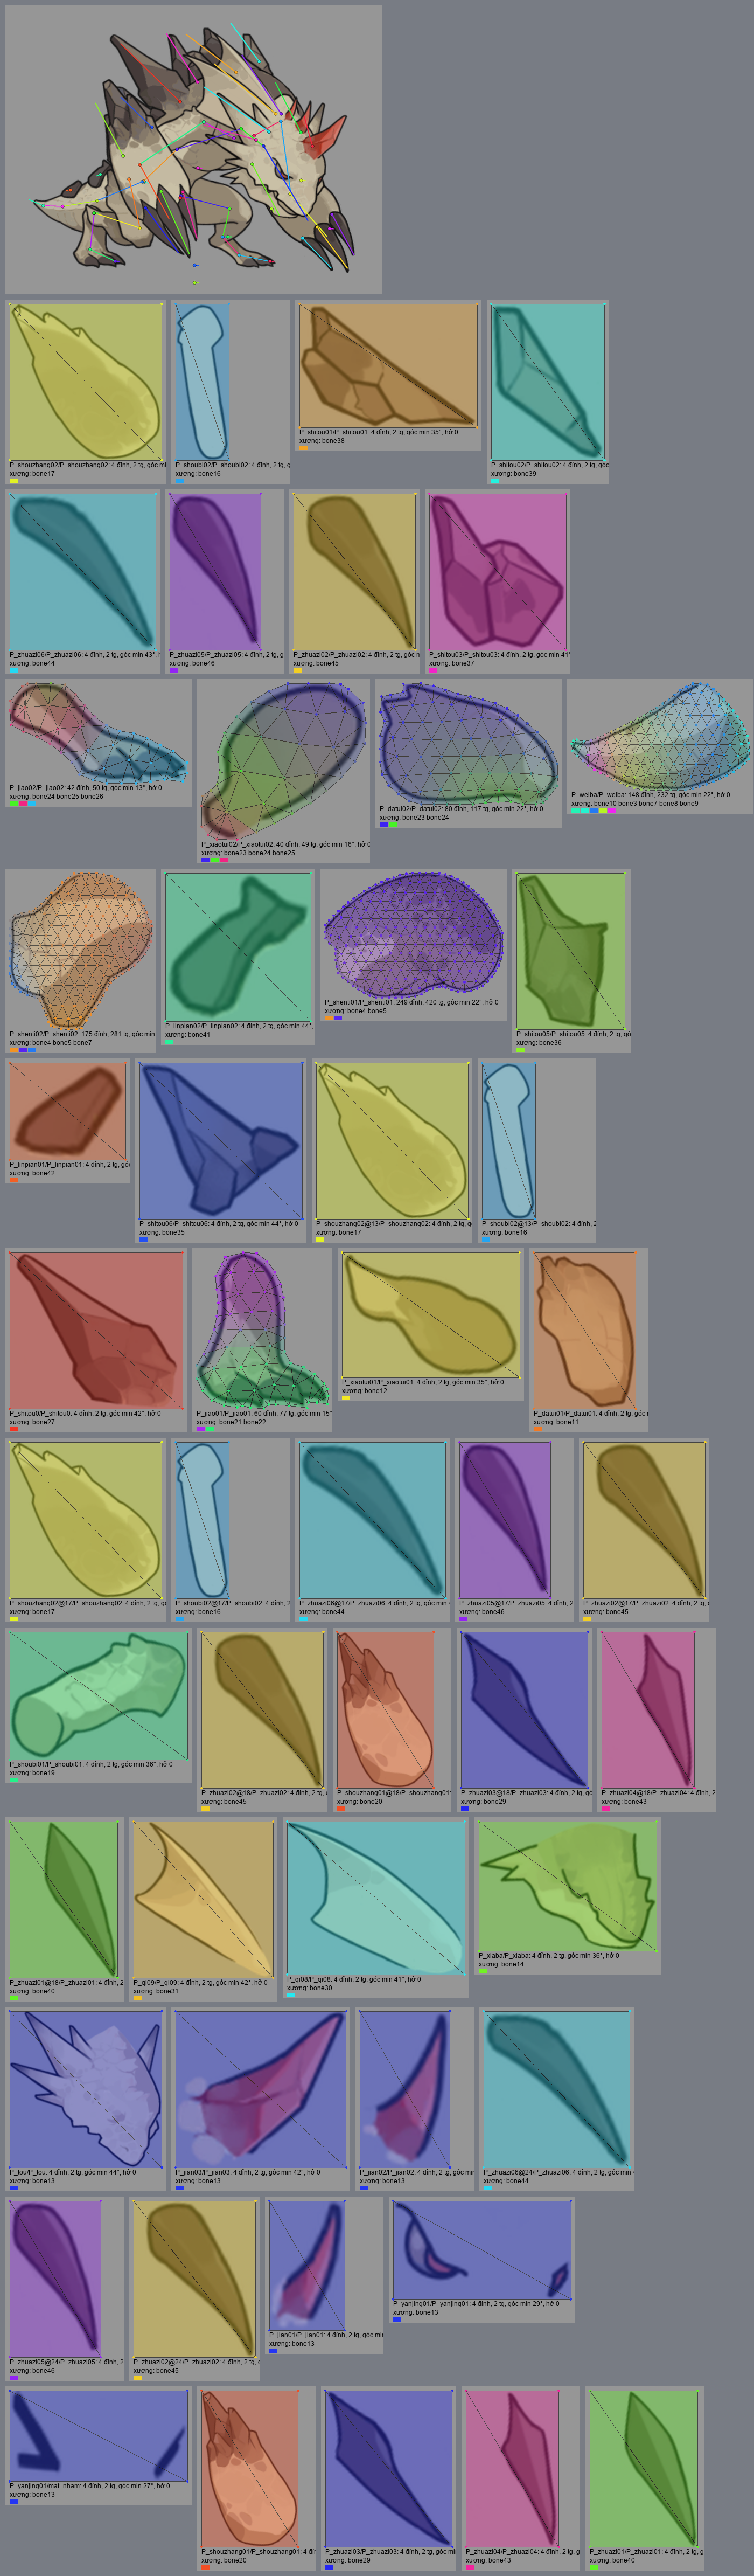 P_shouzhang02/P_shouzhang02: 4 đỉnh, 2 tg, góc mi
xương: bone17
P_shoubi02/P_shoubi02: 4 đỉnh, 2 tg, g
xương: bone16
P_shitou01/P_shitou01: 4 đỉnh, 2 tg, góc min 35°, hở 0
xương: bone38
P_shitou02/P_shitou02: 4 đỉnh, 2 tg, góc
xương: bone39
P_zhuazi06/P_zhuazi06: 4 đỉnh, 2 tg, góc min 43°, h
xương: bone44
P_zhuazi05/P_zhuazi05: 4 đỉnh, 2 tg, g
xương: bone46
P_zhuazi02/P_zhuazi02: 4 đỉnh, 2 tg, góc m
xương: bone45
P_shitou03/P_shitou03: 4 đỉnh, 2 tg, góc min 41°
xương: bone37
P_jiao02/P_jiao02: 42 đỉnh, 50 tg, góc min 13°, hở 0
xương: bone24 bone25 bone26
P_xiaotui02/P_xiaotui02: 40 đỉnh, 49 tg, góc min 16°, hở 0
xương: bone23 bone24 bone25
P_datui02/P_datui02: 80 đỉnh, 117 tg, góc min 22°, hở 0
xương: bone23 bone24
P_weiba/P_weiba: 148 đỉnh, 232 tg, góc min 22°, hở 0
xương: bone10 bone3 bone7 bone8 bone9
P_shenti02/P_shenti02: 175 đỉnh, 281 tg, góc min
xương: bone4 bone5 bone7
P_linpian02/P_linpian02: 4 đỉnh, 2 tg, góc min 44°,
xương: bone41
P_shenti01/P_shenti01: 249 đỉnh, 420 tg, góc min 22°, hở 0
xương: bone4 bone5
P_shitou05/P_shitou05: 4 đỉnh, 2 tg, gó
xương: bone36
P_linpian01/P_linpian01: 4 đỉnh, 2 tg, góc
xương: bone42
P_shitou06/P_shitou06: 4 đỉnh, 2 tg, góc min 44°, hở 0
xương: bone35
P_shouzhang02@13/P_shouzhang02: 4 đỉnh, 2 tg, gó
xương: bone17
P_shoubi02@13/P_shoubi02: 4 đỉnh, 2
xương: bone16
P_shitou0/P_shitou0: 4 đỉnh, 2 tg, góc min 42°, hở 0
xương: bone27
P_jiao01/P_jiao01: 60 đỉnh, 77 tg, góc min 15°
xương: bone21 bone22
P_xiaotui01/P_xiaotui01: 4 đỉnh, 2 tg, góc min 35°, hở 0
xương: bone12
P_datui01/P_datui01: 4 đỉnh, 2 tg, góc
xương: bone11
P_shouzhang02@17/P_shouzhang02: 4 đỉnh, 2 tg, gó
xương: bone17
P_shoubi02@17/P_shoubi02: 4 đỉnh, 2
xương: bone16
P_zhuazi06@17/P_zhuazi06: 4 đỉnh, 2 tg, góc min
xương: bone44
P_zhuazi05@17/P_zhuazi05: 4 đỉnh, 2
xương: bone46
P_zhuazi02@17/P_zhuazi02: 4 đỉnh, 2 tg,
xương: bone45
P_shoubi01/P_shoubi01: 4 đỉnh, 2 tg, góc min 36°, hở 0
xương: bone19
P_zhuazi02@18/P_zhuazi02: 4 đỉnh, 2 tg,
xương: bone45
P_shouzhang01@18/P_shouzhang01:
xương: bone20
P_zhuazi03@18/P_zhuazi03: 4 đỉnh, 2 tg, gó
xương: bone29
P_zhuazi04@18/P_zhuazi04: 4 đỉnh, 2
xương: bone43
P_zhuazi01@18/P_zhuazi01: 4 đỉnh, 2
xương: bone40
P_qi09/P_qi09: 4 đỉnh, 2 tg, góc min 42°, hở 0
xương: bone31
P_qi08/P_qi08: 4 đỉnh, 2 tg, góc min 41°, hở 0
xương: bone30
P_xiaba/P_xiaba: 4 đỉnh, 2 tg, góc min 36°, hở 0
xương: bone14
P_tou/P_tou: 4 đỉnh, 2 tg, góc min 44°, hở 0
xương: bone13
P_jian03/P_jian03: 4 đỉnh, 2 tg, góc min 42°, hở 0
xương: bone13
P_jian02/P_jian02: 4 đỉnh, 2 tg, góc min
xương: bone13
P_zhuazi06@24/P_zhuazi06: 4 đỉnh, 2 tg, góc min
xương: bone44
P_zhuazi05@24/P_zhuazi05: 4 đỉnh, 2
xương: bone46
P_zhuazi02@24/P_zhuazi02: 4 đỉnh, 2 tg,
xương: bone45
P_jian01/P_jian01: 4 đỉnh, 2 tg, góc min
xương: bone13
P_yanjing01/P_yanjing01: 4 đỉnh, 2 tg, góc min 29°, hở 0
xương: bone13
P_yanjing01/mat_nham: 4 đỉnh, 2 tg, góc min 27°, hở 0
xương: bone13
P_shouzhang01/P_shouzhang01: 4 đỉ
xương: bone20
P_zhuazi03/P_zhuazi03: 4 đỉnh, 2 tg, góc mi
xương: bone29
P_zhuazi04/P_zhuazi04: 4 đỉnh, 2 tg, g
xương: bone43
P_zhuazi01/P_zhuazi01: 4 đỉnh, 2 tg, g
xương: bone40